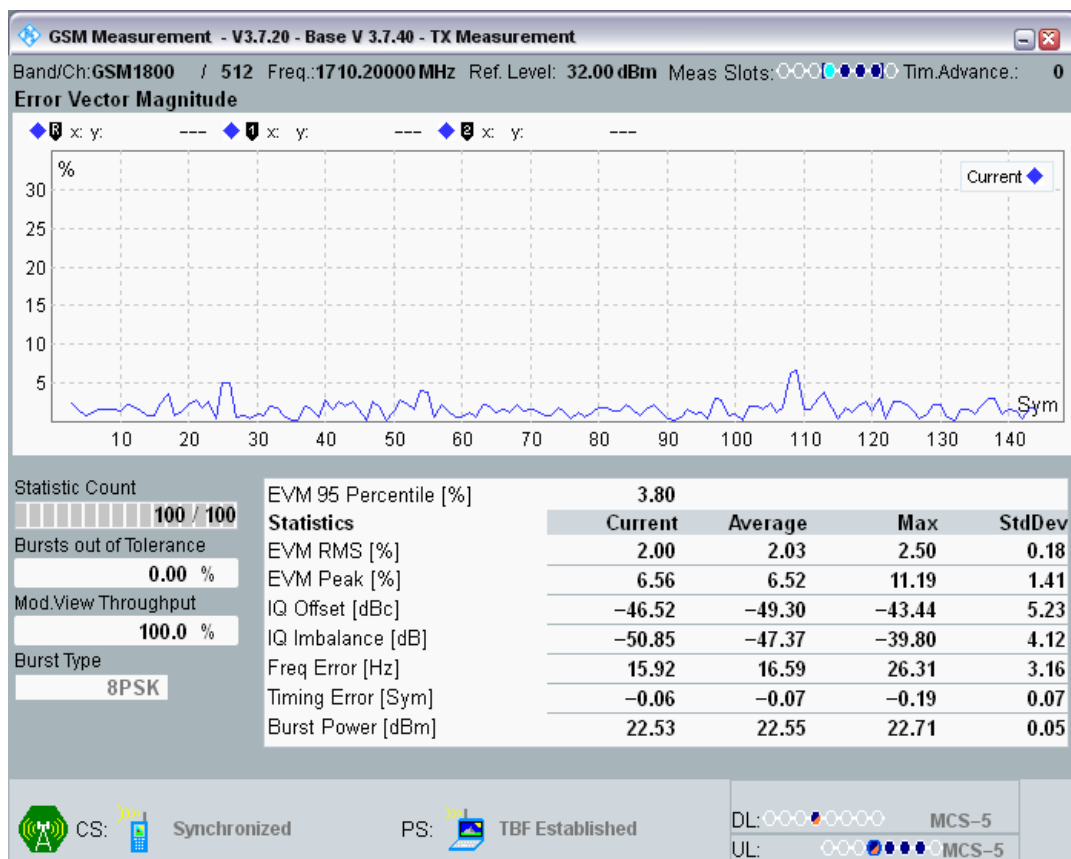 GSM Measurement - V3.7.20 - Base V 3.7.40 - TX Measurement
Band/Ch:GSM1800 / 512 Freq.:1710.20000 MHz Ref. Level: 32.00 dBm Meas Slots: Tim.Advance.: 0
Error Vector Magnitude
R x: y: --- 1 x: y: --- 2 x: y: ---
%
Current
30
25
20
15
10
5
Sym
10 20 30 40 50 60 70 80 90 100 110 120 130 140
Statistic Count
100 / 100
Bursts out of Tolerance
0.00 %
Mod.View Throughput
100.0 %
Burst Type
8PSK
EVM 95 Percentile [%] 3.80
Statistics Current Average Max StdDev
EVM RMS [%] 2.00 2.03 2.50 0.18
EVM Peak [%] 6.56 6.52 11.19 1.41
IQ Offset [dBc] −46.52 −49.30 −43.44 5.23
IQ Imbalance [dB] −50.85 −47.37 −39.80 4.12
Freq Error [Hz] 15.92 16.59 26.31 3.16
Timing Error [Sym] −0.06 −0.07 −0.19 0.07
Burst Power [dBm] 22.53 22.55 22.71 0.05
CS: Synchronized PS: TBF Established
DL: MCS−5
UL: MCS−5